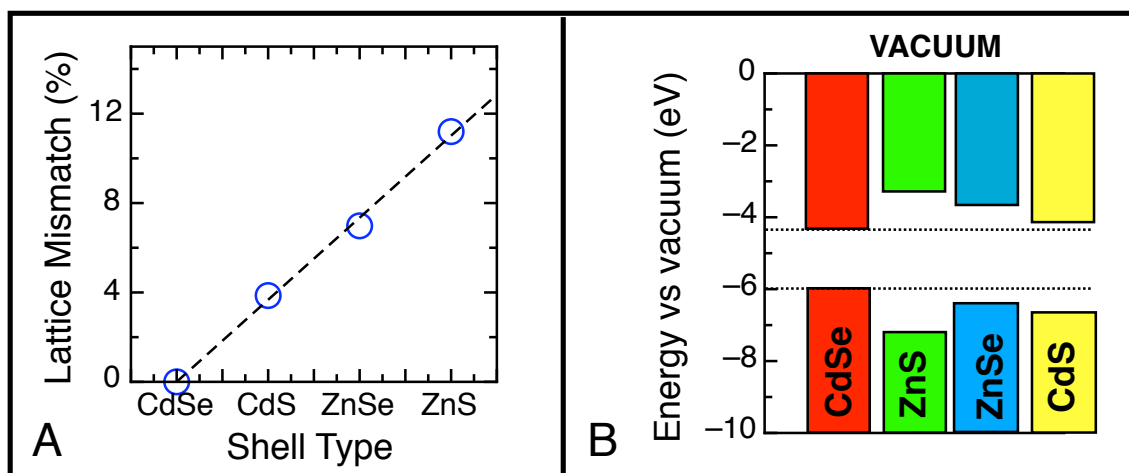 Lattice Mismatch (%)
12
8
4
0
CdSe CdS ZnSe ZnS
Shell Type
A
VACUUM
Energy vs vacuum (eV)
0
−2
−4
−6
−8
−10
CdSe
ZnS
ZnSe
CdS
B